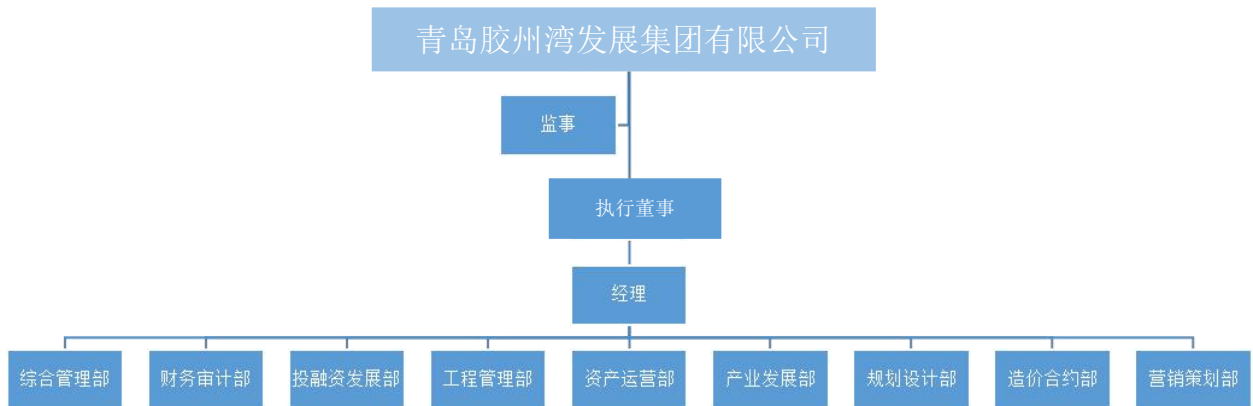 青岛胶州湾发展集团有限公司
监事
执行董事
经理
综合管理部
财务审计部
投融资发展部
工程管理部
资产运营部
产业发展部
规划设计部
造价合约部
营销策划部